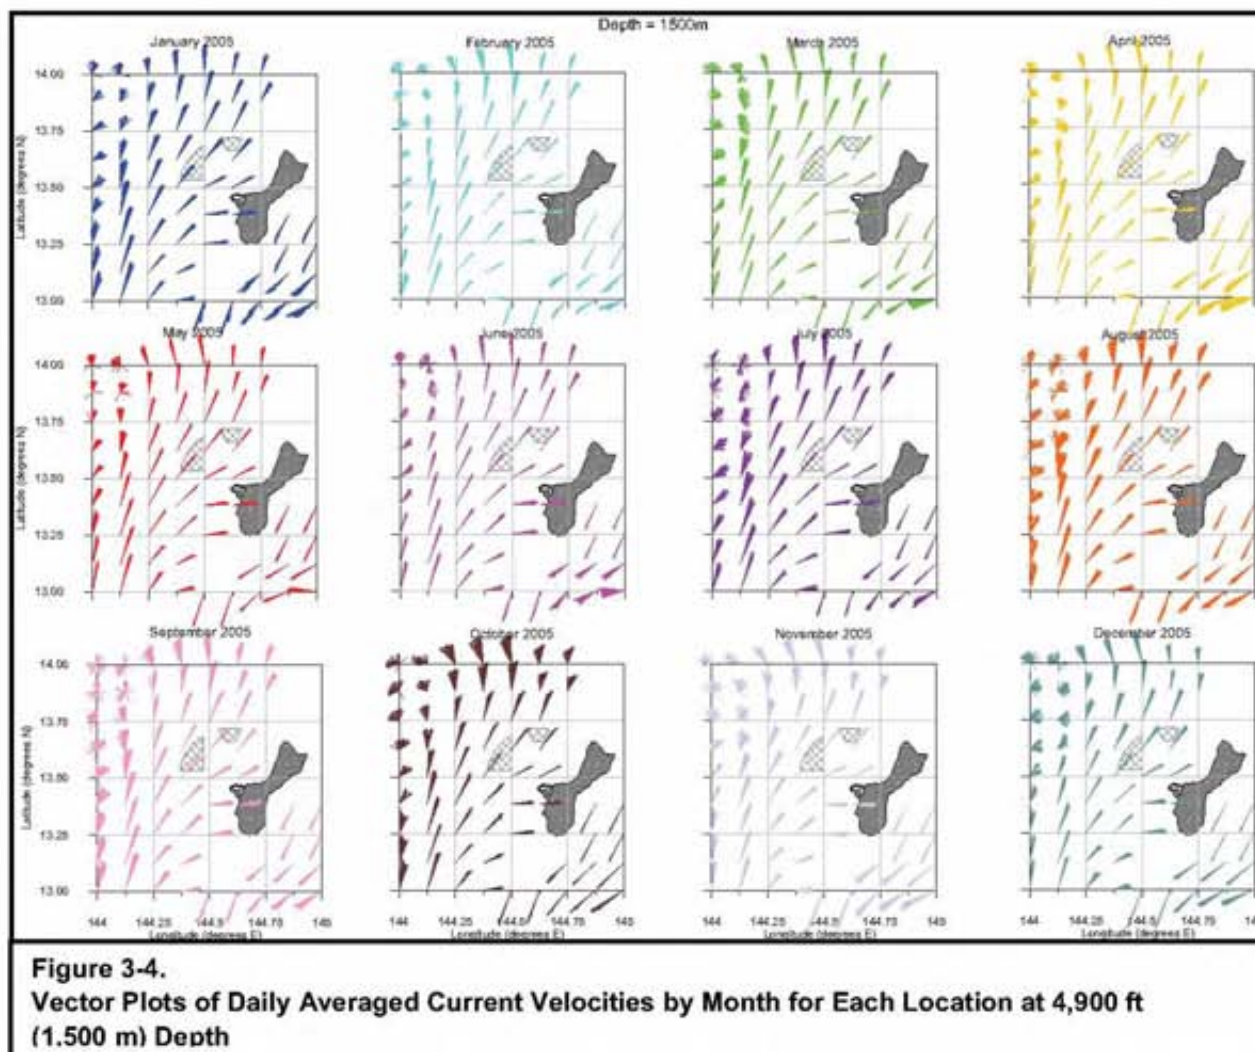 Depth = 1500m
January 2005
February 2005
March 2005
April 2005
Latitude (degrees N)
14.00
13.75
13.50
13.25
13.00
May 2005
June 2005
July 2005
August 2005
Latitude (degrees N)
14.00
13.75
13.50
13.25
13.00
September 2005
October 2005
November 2005
December 2005
Latitude (degrees N)
14.00
13.75
13.50
13.25
13.00
144 144.25 144.5 144.75 145
144 144.25 144.5 144.75 145
144 144.25 144.5 144.75 145
144 144.25 144.5 144.75
Longitude (degrees E)
Longitude (degrees E)
Longitude (degrees E)
Longitude (degrees E)
Figure 3-4.
Vector Plots of Daily Averaged Current Velocities by Month for Each Location at 4,900 ft
(1.500 m) Depth